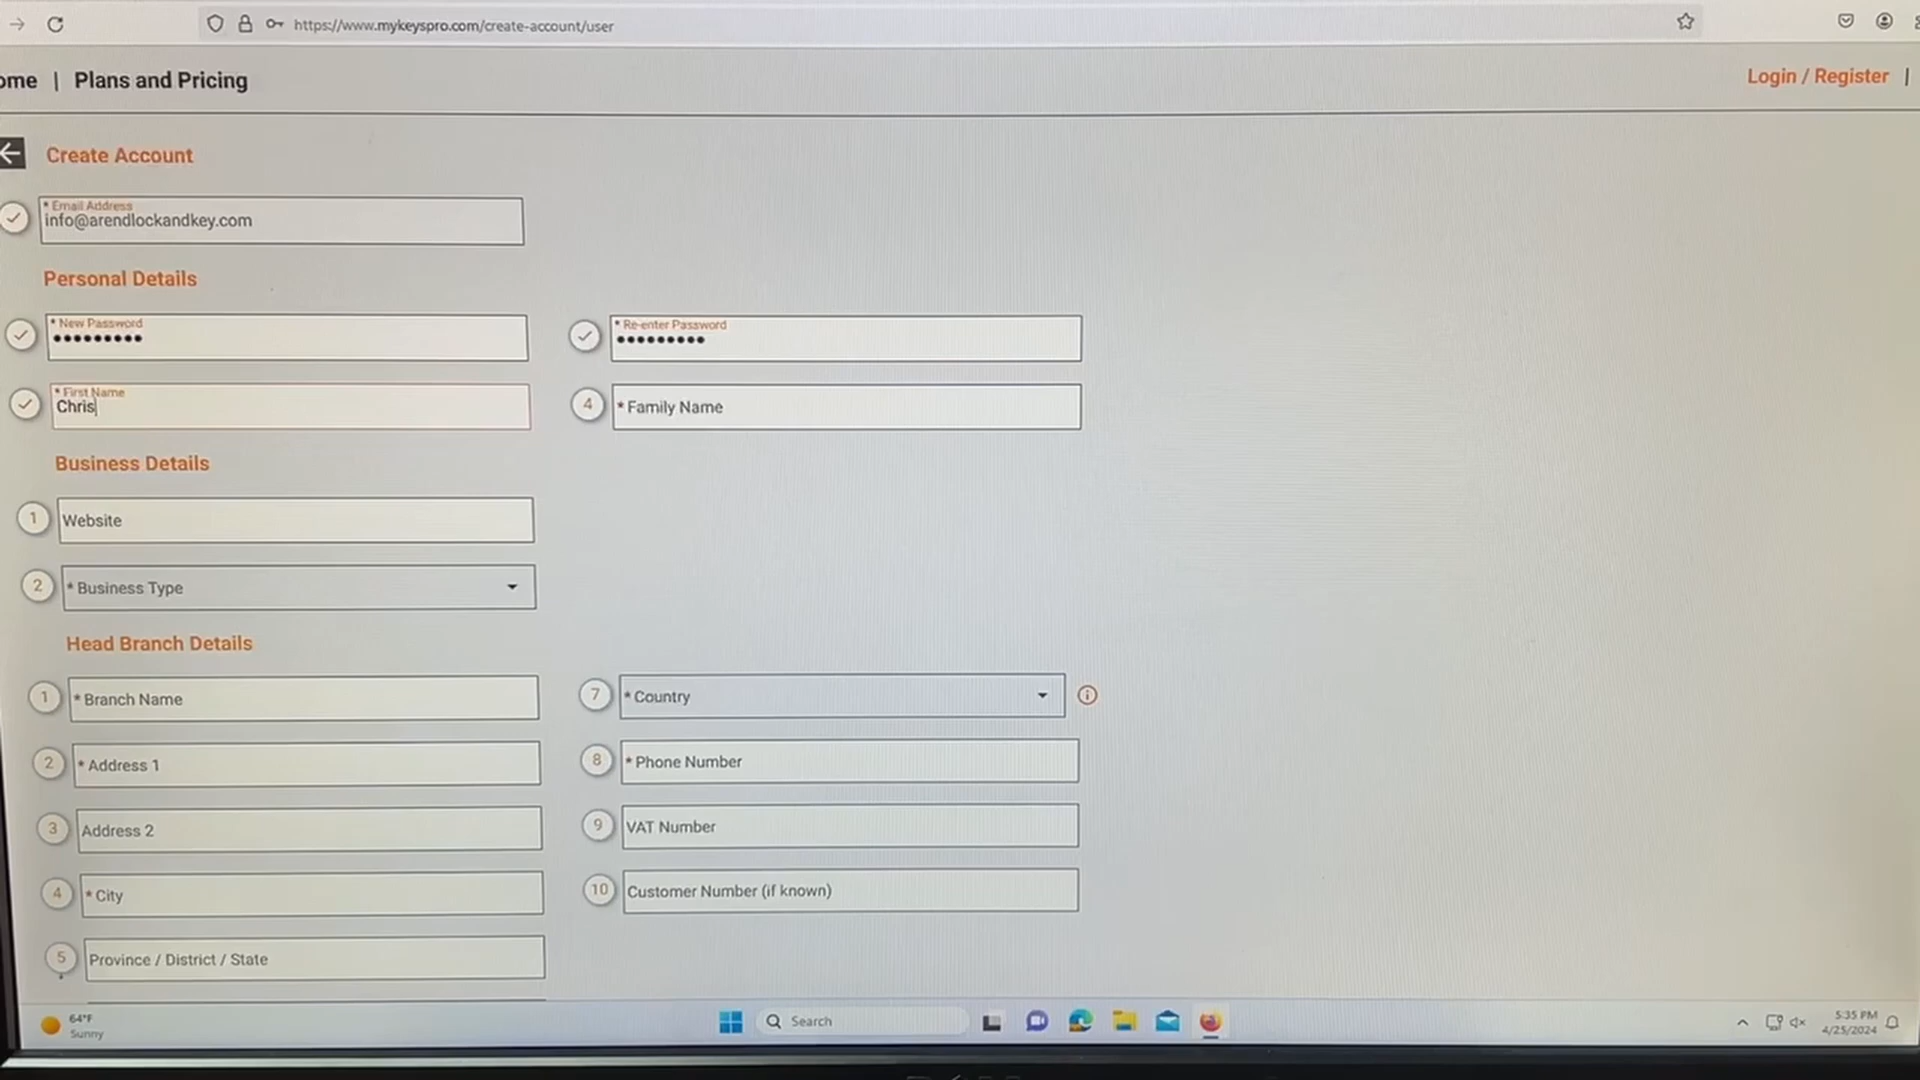 https://www.mykeyspro.com/create-account/user
ome | Plans and Pricing
Login / Register |
Create Account
* Email Address
info@arendlockandkey.com
Personal Details
* New Password
•••••••••
* Re-enter Password
•••••••••
* First Name
Chris
4
* Family Name
Business Details
1
Website
2
* Business Type
Head Branch Details
1
* Branch Name
7
* Country
2
* Address 1
8
* Phone Number
3
Address 2
9
VAT Number
4
* City
10
Customer Number (if known)
5
Province / District / State
64°F
Sunny
Search
5:35 PM
4/25/2024